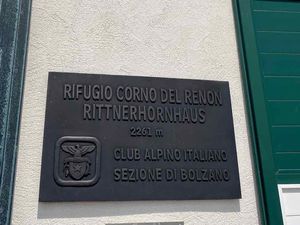 RIFUGIO CORNO DEL RENON
RITTNERHORNHAUS
2261 m
CLUB ALPINO ITALIANO
SEZIONE DI BOLZANO